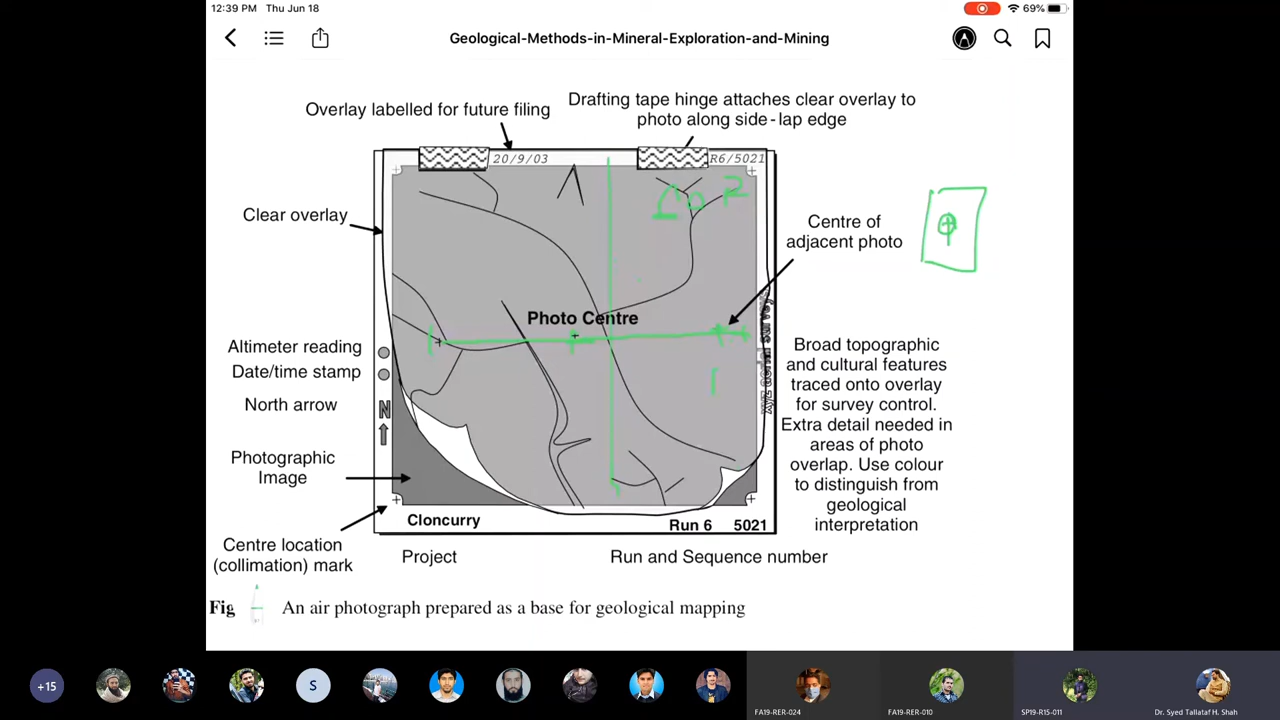 12:39 PM Thu Jun 18
69%
Geological-Methods-in-Mineral-Exploration-and-Mining
Overlay labelled for future filing
Drafting tape hinge attaches clear overlay to
photo along side-lap edge
20/9/03
R6/5021
Clear overlay
Centre of
adjacent photo
Photo Centre
Altimeter reading
Date/time stamp
North arrow
N
Photographic
Image
Broad topographic
and cultural features
traced onto overlay
for survey control.
Extra detail needed in
areas of photo
overlap. Use colour
to distinguish from
geological
interpretation
Cloncurry
Run 6 5021
Centre location
(collimation) mark
Project
Run and Sequence number
Fig
An air photograph prepared as a base for geological mapping
+15
S
FA19-RER-024
FA19-RER-010
SP19-R15-011
Dr. Syed Tallataf H. Shah